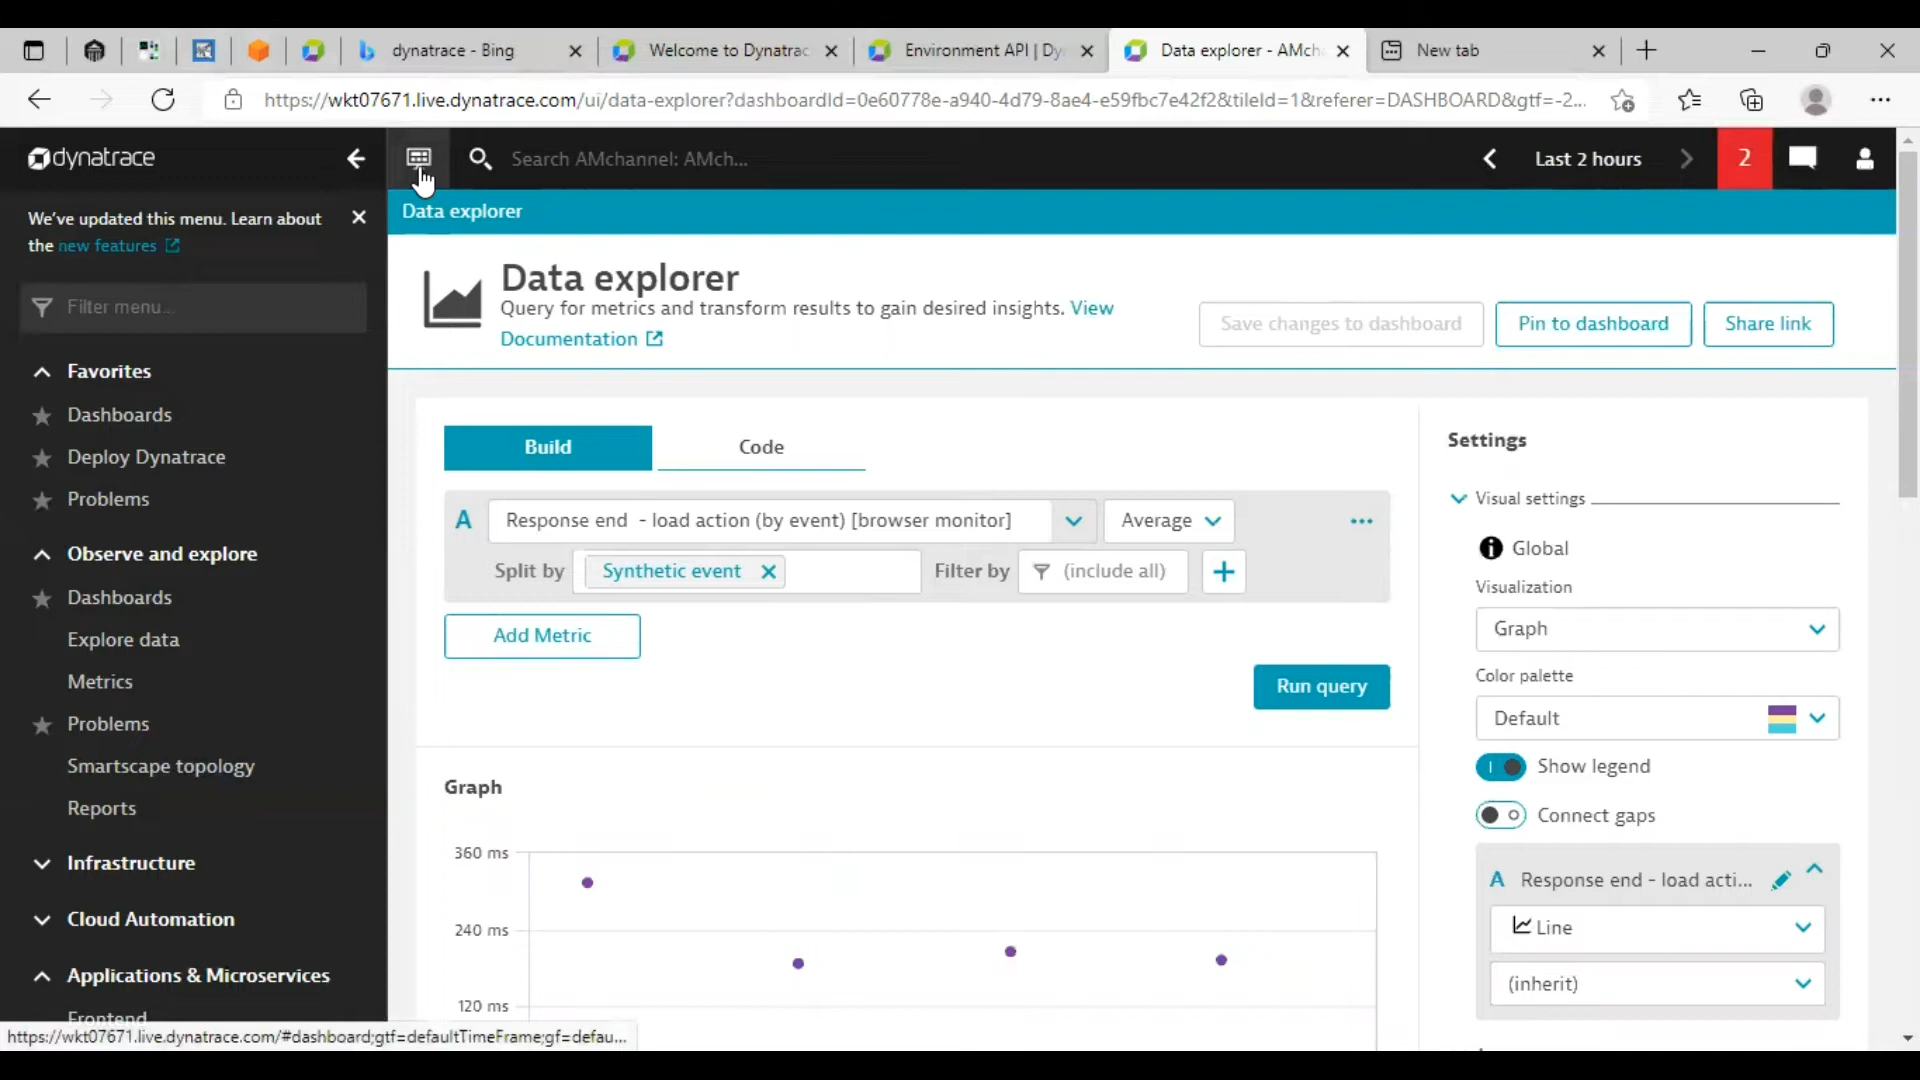 dynatrace - Bing
Welcome to Dynatrac
Environment API | Dy
Data explorer - AMch
New tab
https://wkt07671.live.dynatrace.com/ui/data-explorer?dashboardId=0e60778e-a940-4d79-8ae4-e59fbc7e42f2&tileId=1&referer=DASHBOARD&gtf=-2...
dynatrace
Search AMchannel: AMch...
Last 2 hours
2
We've updated this menu. Learn about
the new features
Filter menu...
Favorites
Dashboards
Deploy Dynatrace
Problems
Observe and explore
Dashboards
Explore data
Metrics
Problems
Smartscape topology
Reports
Infrastructure
Cloud Automation
Applications & Microservices
Frontend
https://wkt07671.live.dynatrace.com/#dashboard;gtf=defaultTimeFrame;gf=defau...
Data explorer
Data explorer
Query for metrics and transform results to gain desired insights. View
Documentation
Save changes to dashboard
Pin to dashboard
Share link
Build
Code
A
Response end - load action (by event) [browser monitor]
Average
Split by
Synthetic event
Filter by
(include all)
Add Metric
Run query
Graph
360 ms
240 ms
120 ms
Settings
Visual settings
Global
Visualization
Graph
Color palette
Default
Show legend
Connect gaps
A Response end - load acti...
Line
(inherit)